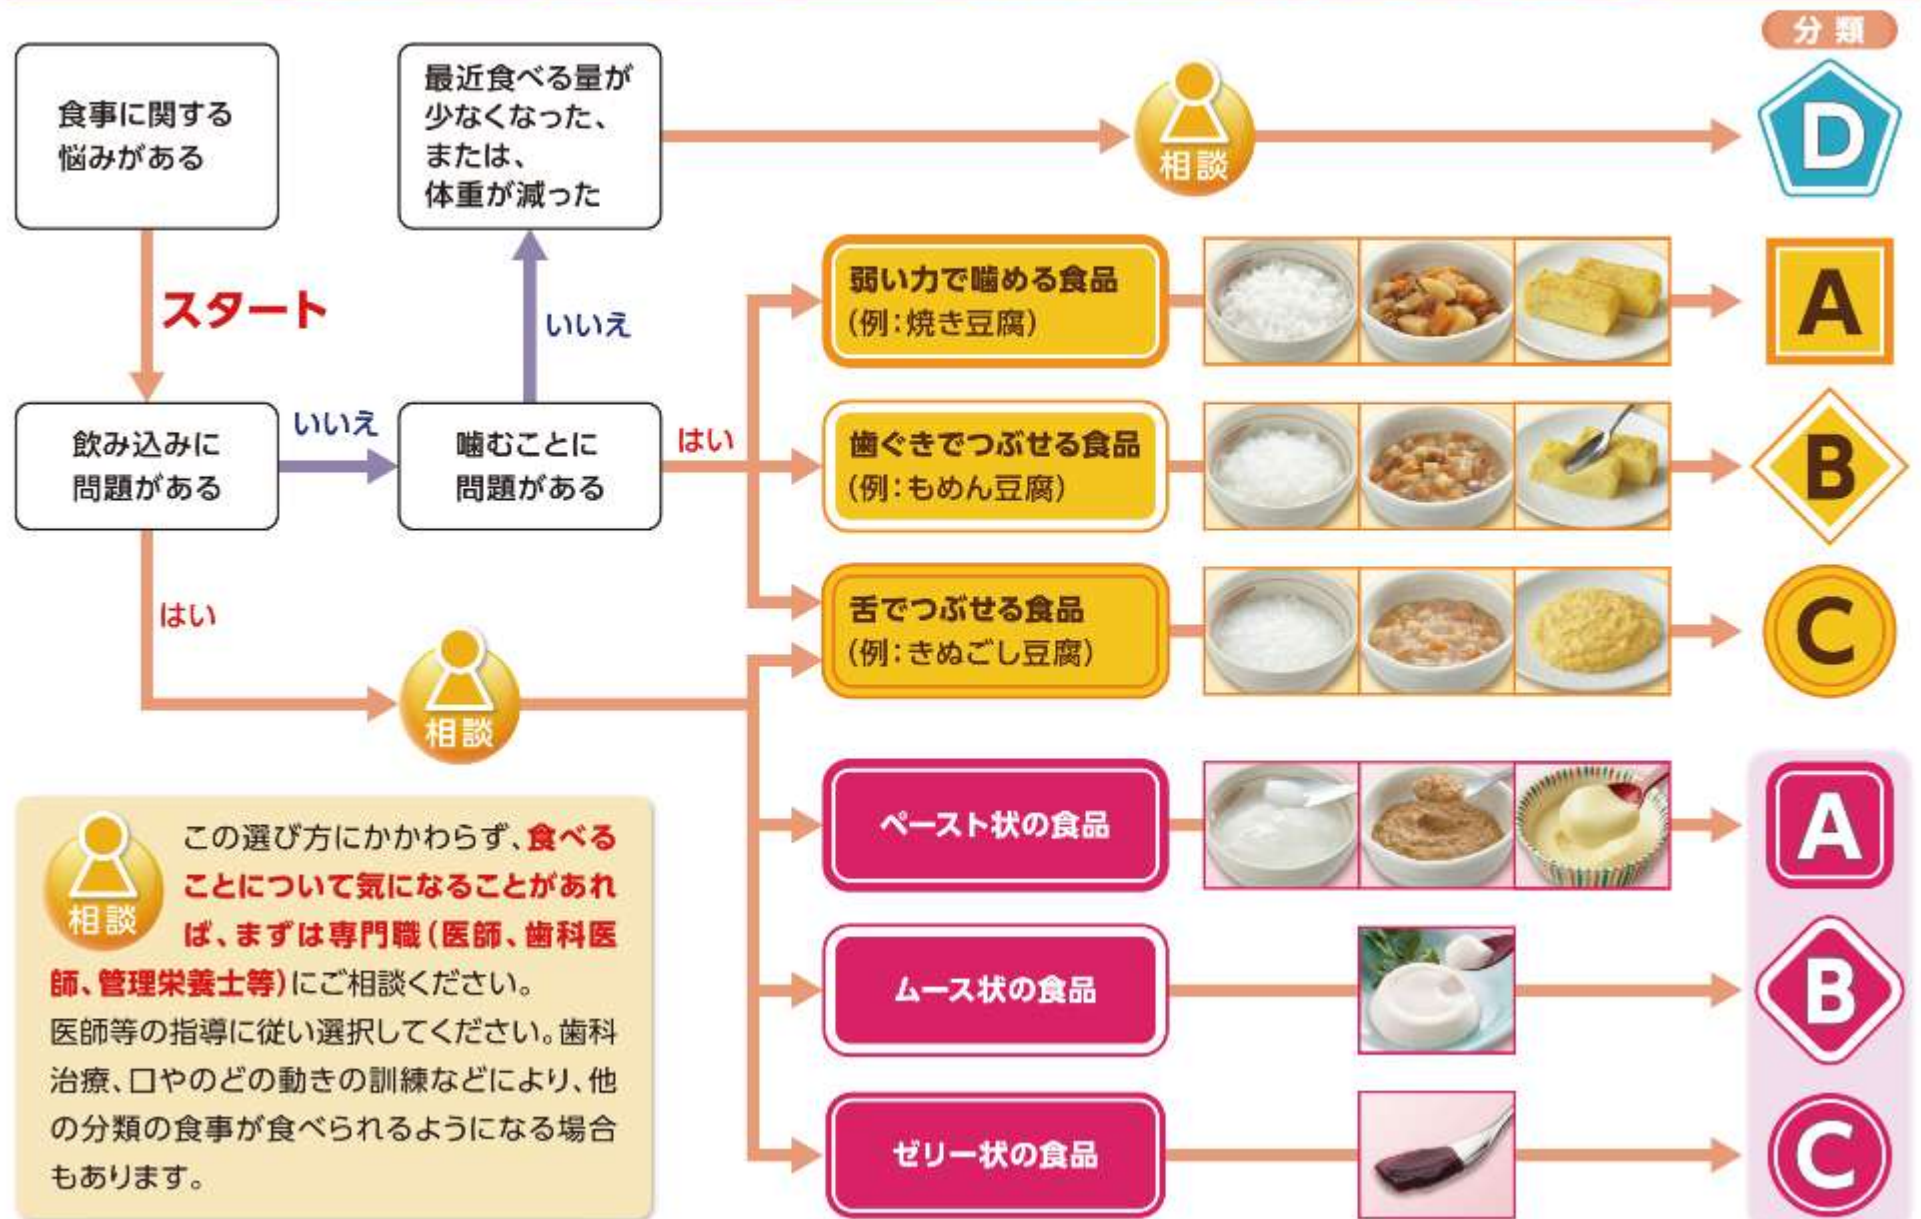 分類
食事に関する
悩みがある
最近食べる量が
少なくなった、
または、
体重が減った
相談
D
スタート
いいえ
弱い力で噛める食品
(例：焼き豆腐)
A
飲み込みに
問題がある
いいえ
噛むことに
問題がある
はい
歯ぐきでつぶせる食品
(例：もめん豆腐)
B
はい
舌でつぶせる食品
(例：きぬごし豆腐)
C
相談
ペースト状の食品
A
ムース状の食品
B
ゼリー状の食品
C
相談
この選び方にかかわらず、食べる
ことについて気になることがあれ
ば、まずは専門職(医師、歯科医
師、管理栄養士等)にご相談ください。
医師等の指導に従い選択してください。歯科
治療、口やのどの動きの訓練などにより、他
の分類の食事が食べられるようになる場合
もあります。